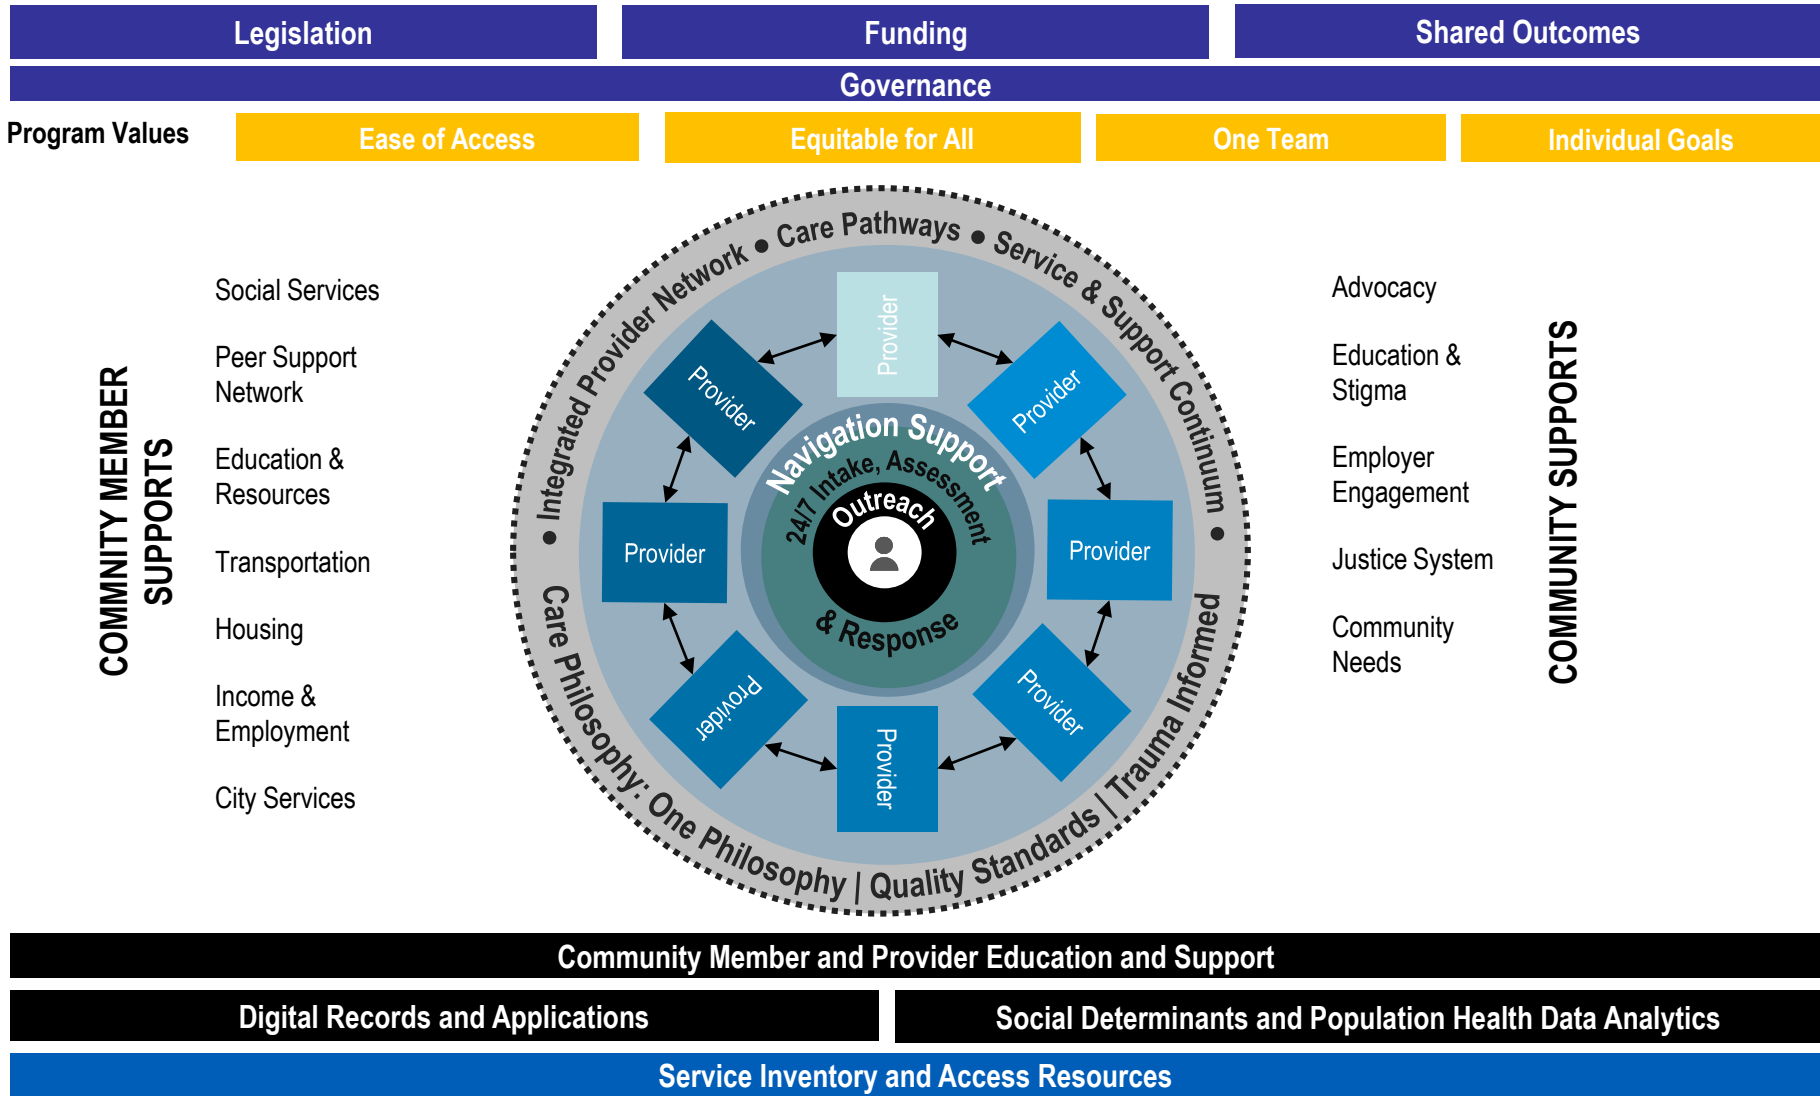 Legislation
Funding
Shared Outcomes
Governance
Program Values
Ease of Access
Equitable for All
One Team
Individual Goals
COMMNITY MEMBER
SUPPORTS
Social Services
Peer Support
Network
Education &
Resources
Transportation
Housing
Income &
Employment
City Services
● Integrated Provider Network ● Care Pathways ● Service & Support Continuum ●
Care Philosophy: One Philosophy | Quality Standards | Trauma Informed
Provider
Provider
Provider
Provider
Provider
Provider
Provider
Provider
Navigation Support
24/7 Intake, Assessment
& Response
Outreach
Advocacy
Education &
Stigma
Employer
Engagement
Justice System
Community
Needs
COMMUNITY SUPPORTS
Community Member and Provider Education and Support
Digital Records and Applications
Social Determinants and Population Health Data Analytics
Service Inventory and Access Resources